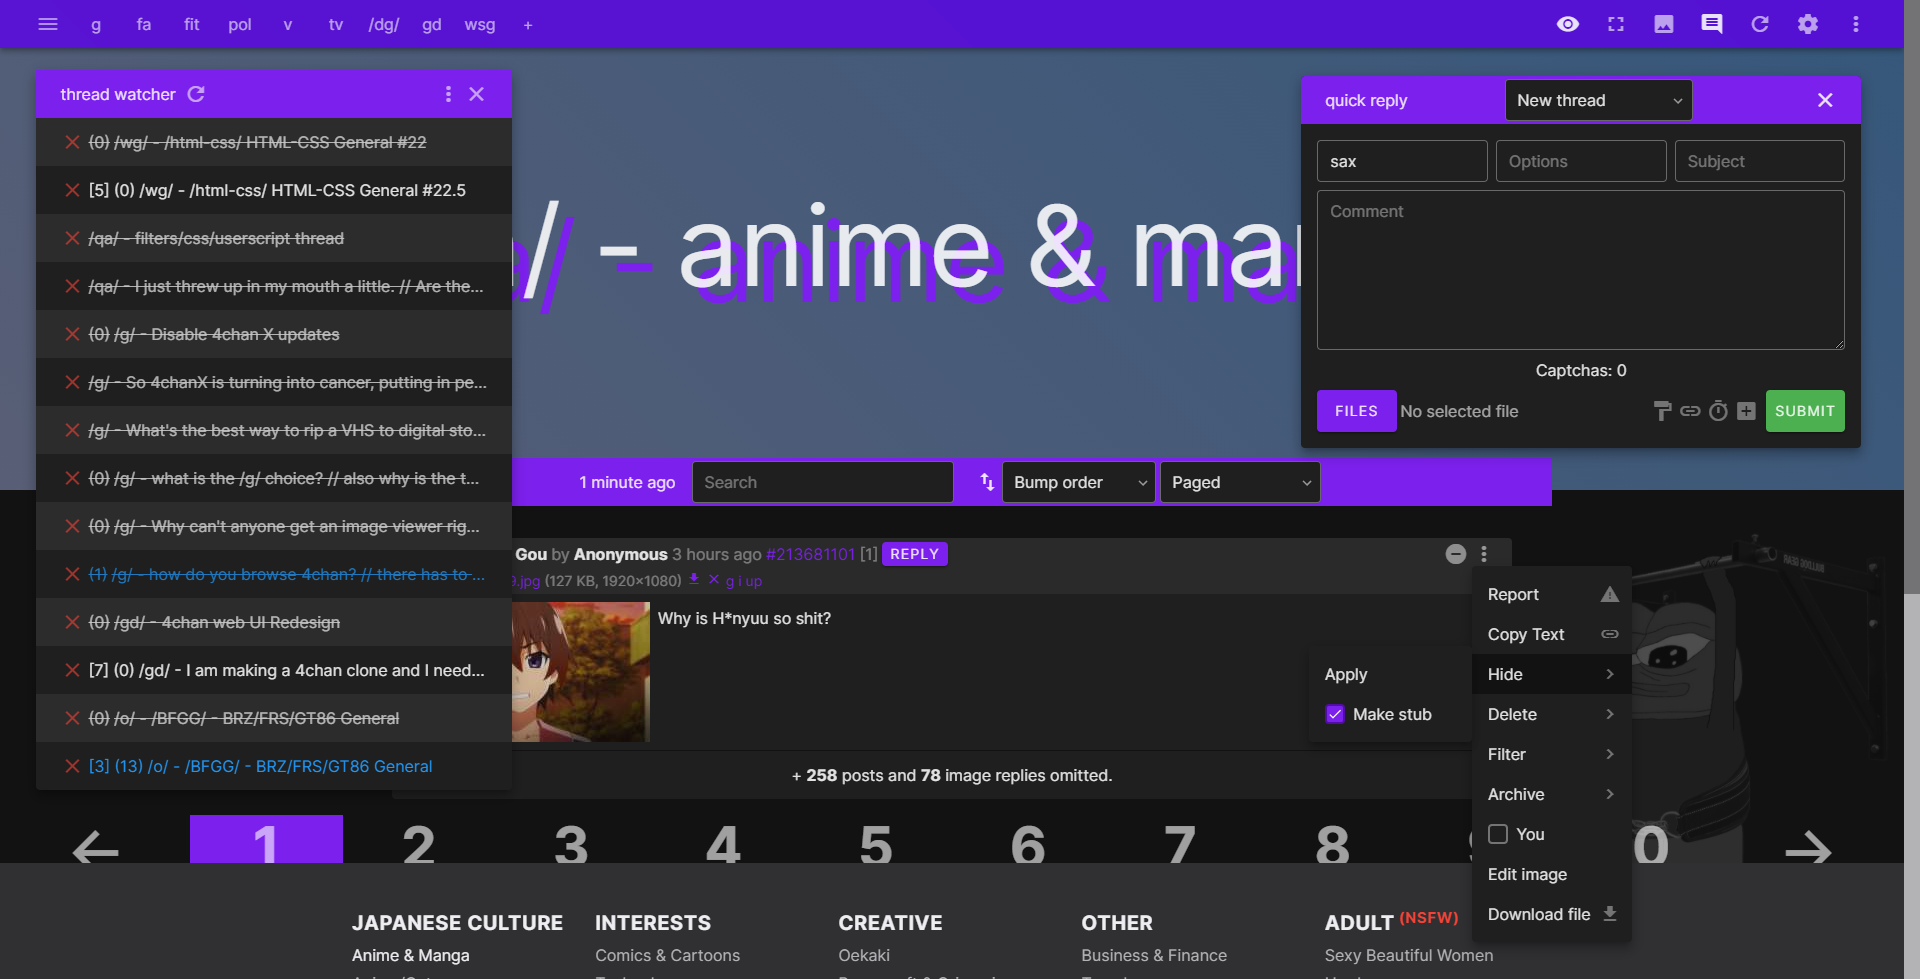 g fa fit pol v tv /dg/ gd wsg +
thread watcher
(0) /wg/ - /html-css/ HTML-CSS General #22
[5] (0) /wg/ - /html-css/ HTML-CSS General #22.5
/qa/ - filters/css/userscript thread
/qa/ - I just threw up in my mouth a little. // Are the...
(0) /g/ - Disable 4chan X updates
/g/ - So 4chanX is turning into cancer, putting in pe...
/g/ - What's the best way to rip a VHS to digital sto...
(0) /g/ - what is the /g/ choice? // also why is the t...
(0) /g/ - Why can't anyone get an image viewer rig...
(1) /g/ - how do you browse 4chan? // there has to ...
(0) /gd/ - 4chan web UI Redesign
[7] (0) /gd/ - I am making a 4chan clone and I need...
(0) /o/ - /BFGG/ - BRZ/FRS/GT86 General
[3] (13) /o/ - /BFGG/ - BRZ/FRS/GT86 General
/ - anime & ma
quick reply New thread
sax Options Subject
Comment
Captchas: 0
FILES No selected file SUBMIT
1 minute ago Search Bump order Paged
Gou by Anonymous 3 hours ago #213681101 [1] REPLY
.jpg (127 KB, 1920×1080) g i up
Why is H*nyuu so shit?
+ 258 posts and 78 image replies omitted.
Report
Copy Text
Hide
Delete
Filter
Archive
You
Edit image
Download file
Apply
Make stub
1 2 3 4 5 6 7 8 0
JAPANESE CULTURE INTERESTS CREATIVE OTHER ADULT (NSFW)
Anime & Manga Comics & Cartoons Oekaki Business & Finance Sexy Beautiful Women